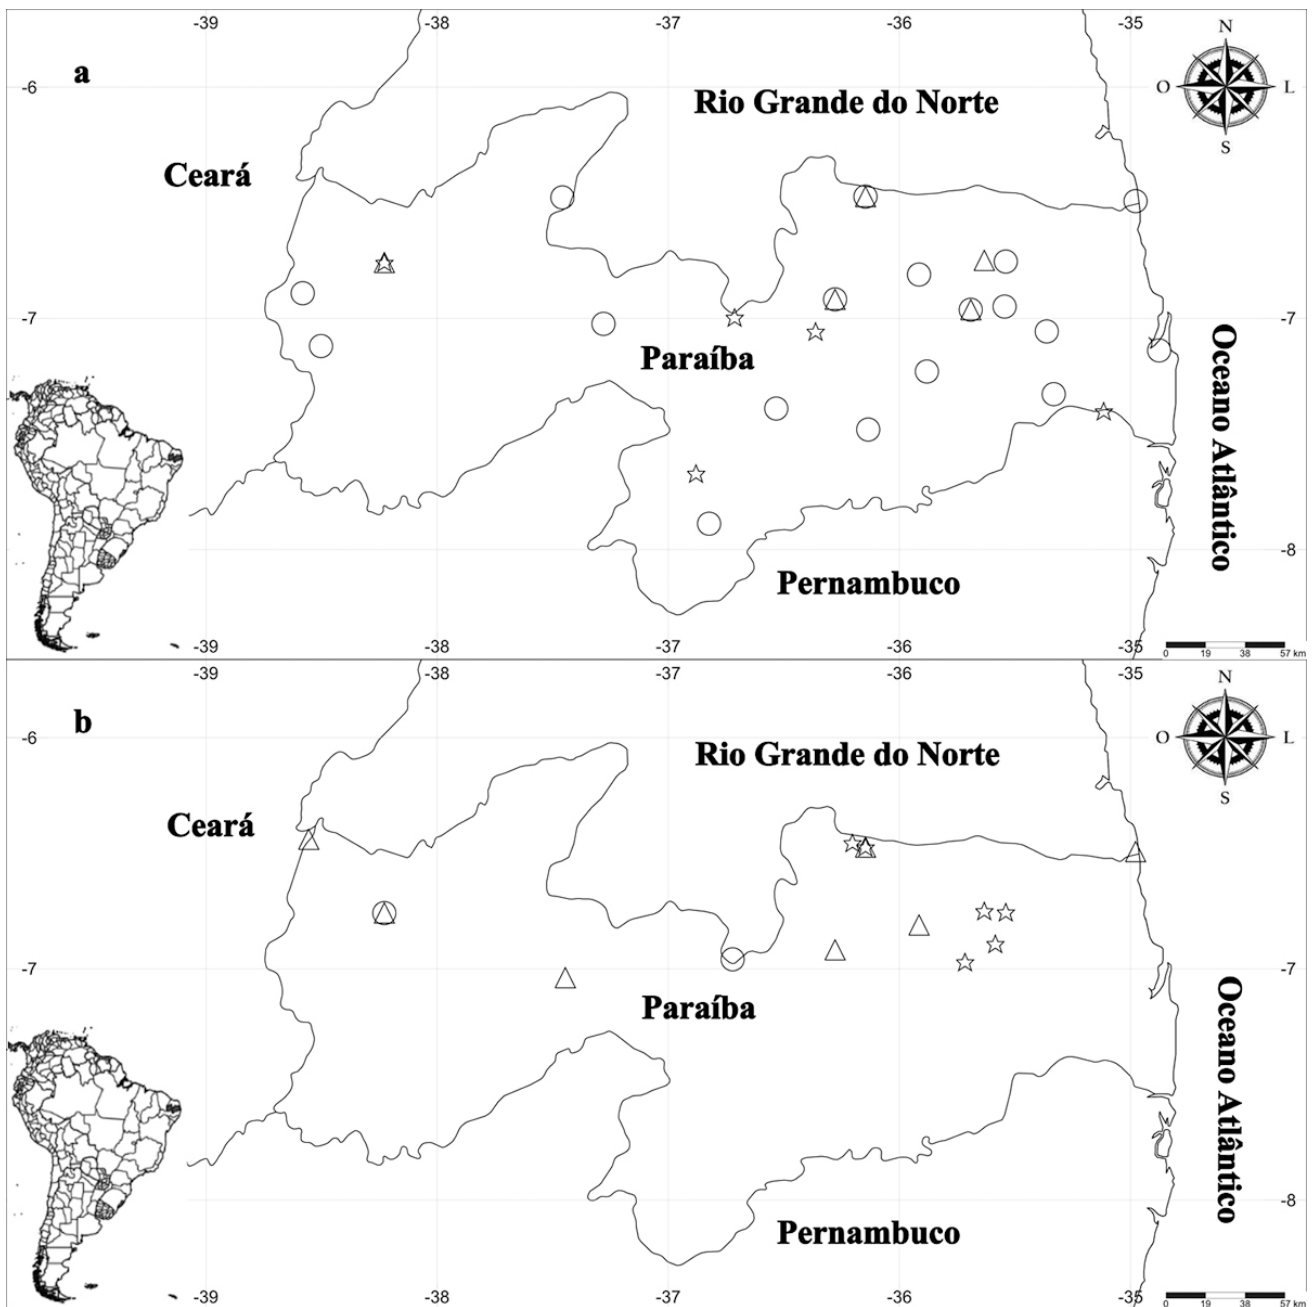 -39 -38 -37 -36 -35
N
a
-6
O L
Rio Grande do Norte
S
Ceará
-7 -7
Paraíba
Oceano Atlântico
-8
Pernambuco
-39 -38 -37 -36 -35
0 19 38 57 km
-39 -38 -37 -36 -35
N
b
-6
O L
Rio Grande do Norte
S
Ceará
-7 -7
Paraíba
Oceano Atlântico
-8
Pernambuco
-39 -38 -37 -36 -35
0 19 38 57 km